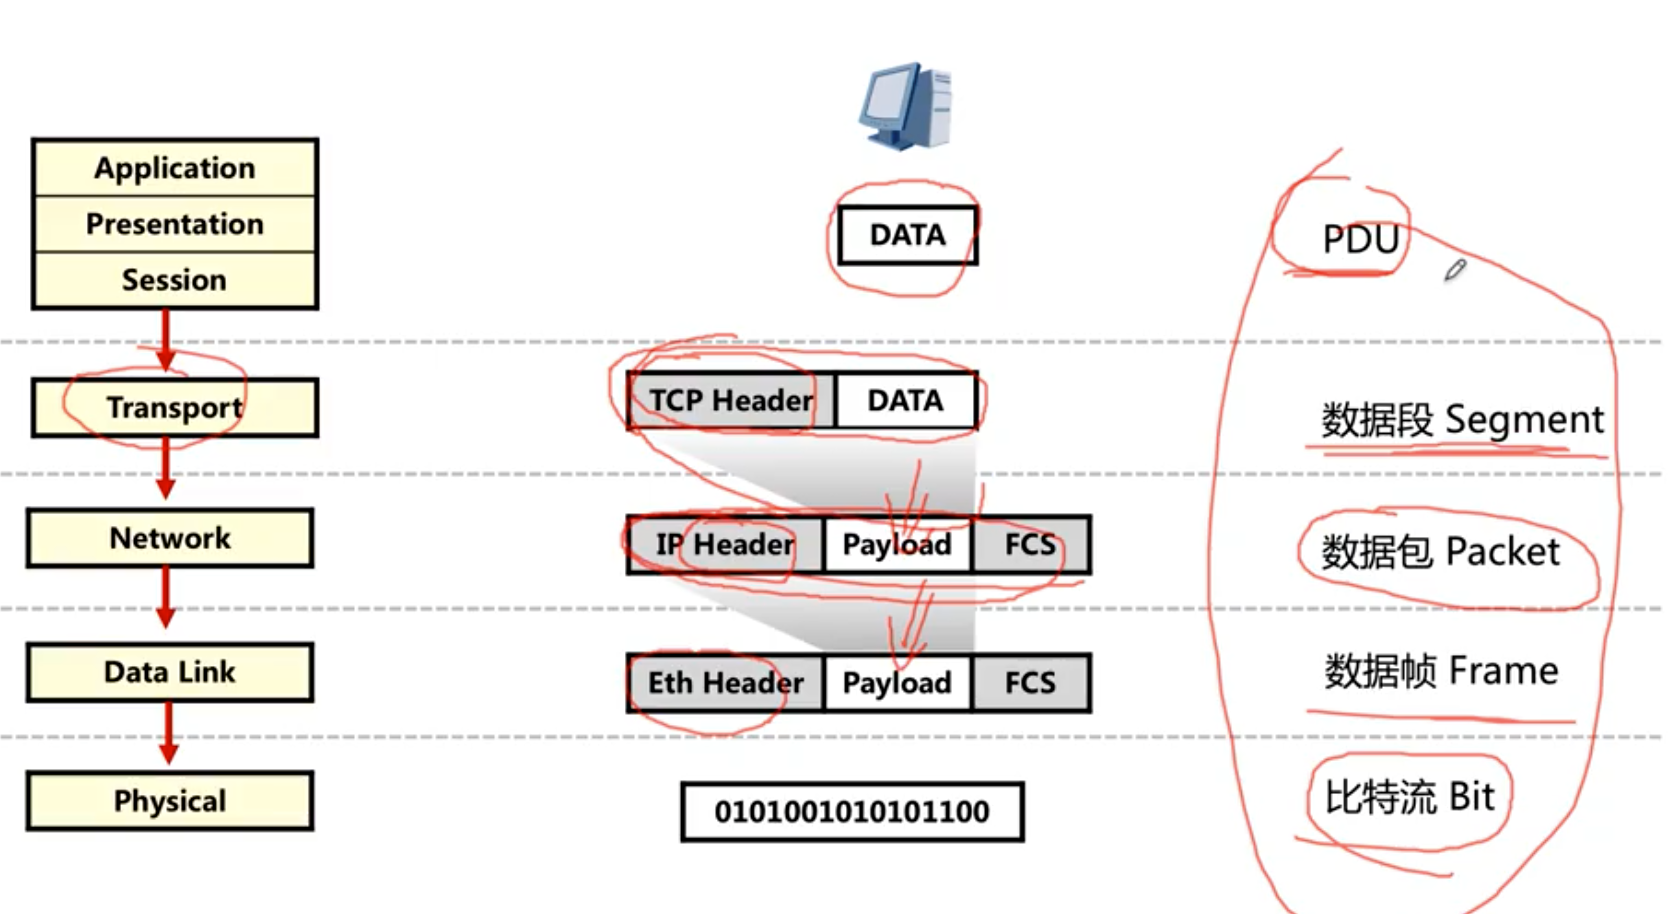 Application
Presentation
Session
DATA
PDU
Transport
TCP Header DATA
数据段 Segment
Network
IP Header Payload FCS
数据包 Packet
Data Link
Eth Header Payload FCS
数据帧 Frame
Physical
0101001010101100
比特流 Bit